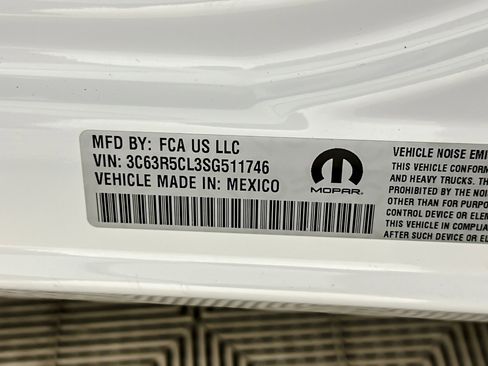 MFD BY: FCA US LLC
VIN: 3C63R5CL3SG511746
VEHICLE MADE IN: MEXICO
MOPAR
VEHICLE NOISE EMI
THIS VEHICLE CONFORM
AND HEAVY TRUCKS. TH
PROHIBITED BY THE NOI
OTHER THAN FOR PURPO
CONTROL DEVICE OR ELE
THIS VEHICLE IN COMPLIA
AFTER SUCH DEVICE OR EL